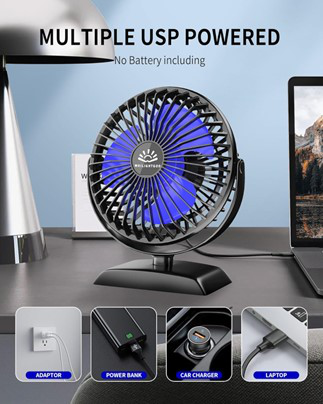 MULTIPLE USP POWERED
No Battery including
ADAPTOR
POWER BANK
CAR CHARGER
LAPTOP